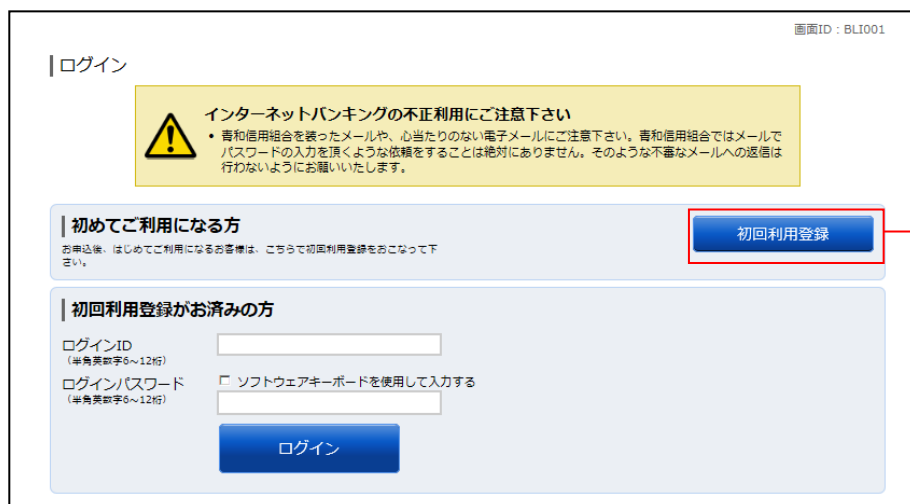 画面ID:BLI001
ログイン
インターネットバンキングの不正利用にご注意下さい
• 青和信用組合を装ったメールや、心当たりのない電子メールにご注意下さい。青和信用組合ではメールで
パスワードの入力を頂くような依頼をすることは絶対にありません。そのような不審なメールへの返信は
行わないようにお願いいたします。
初めてご利用になる方
お申込後、はじめてご利用になるお客様は、こちらで初回利用登録をおこなって下
さい。
初回利用登録
初回利用登録がお済みの方
ログインID
(半角英数字6~12桁)
ログインパスワード
(半角英数字6~12桁)
ソフトウェアキーボードを使用して入力する
ログイン